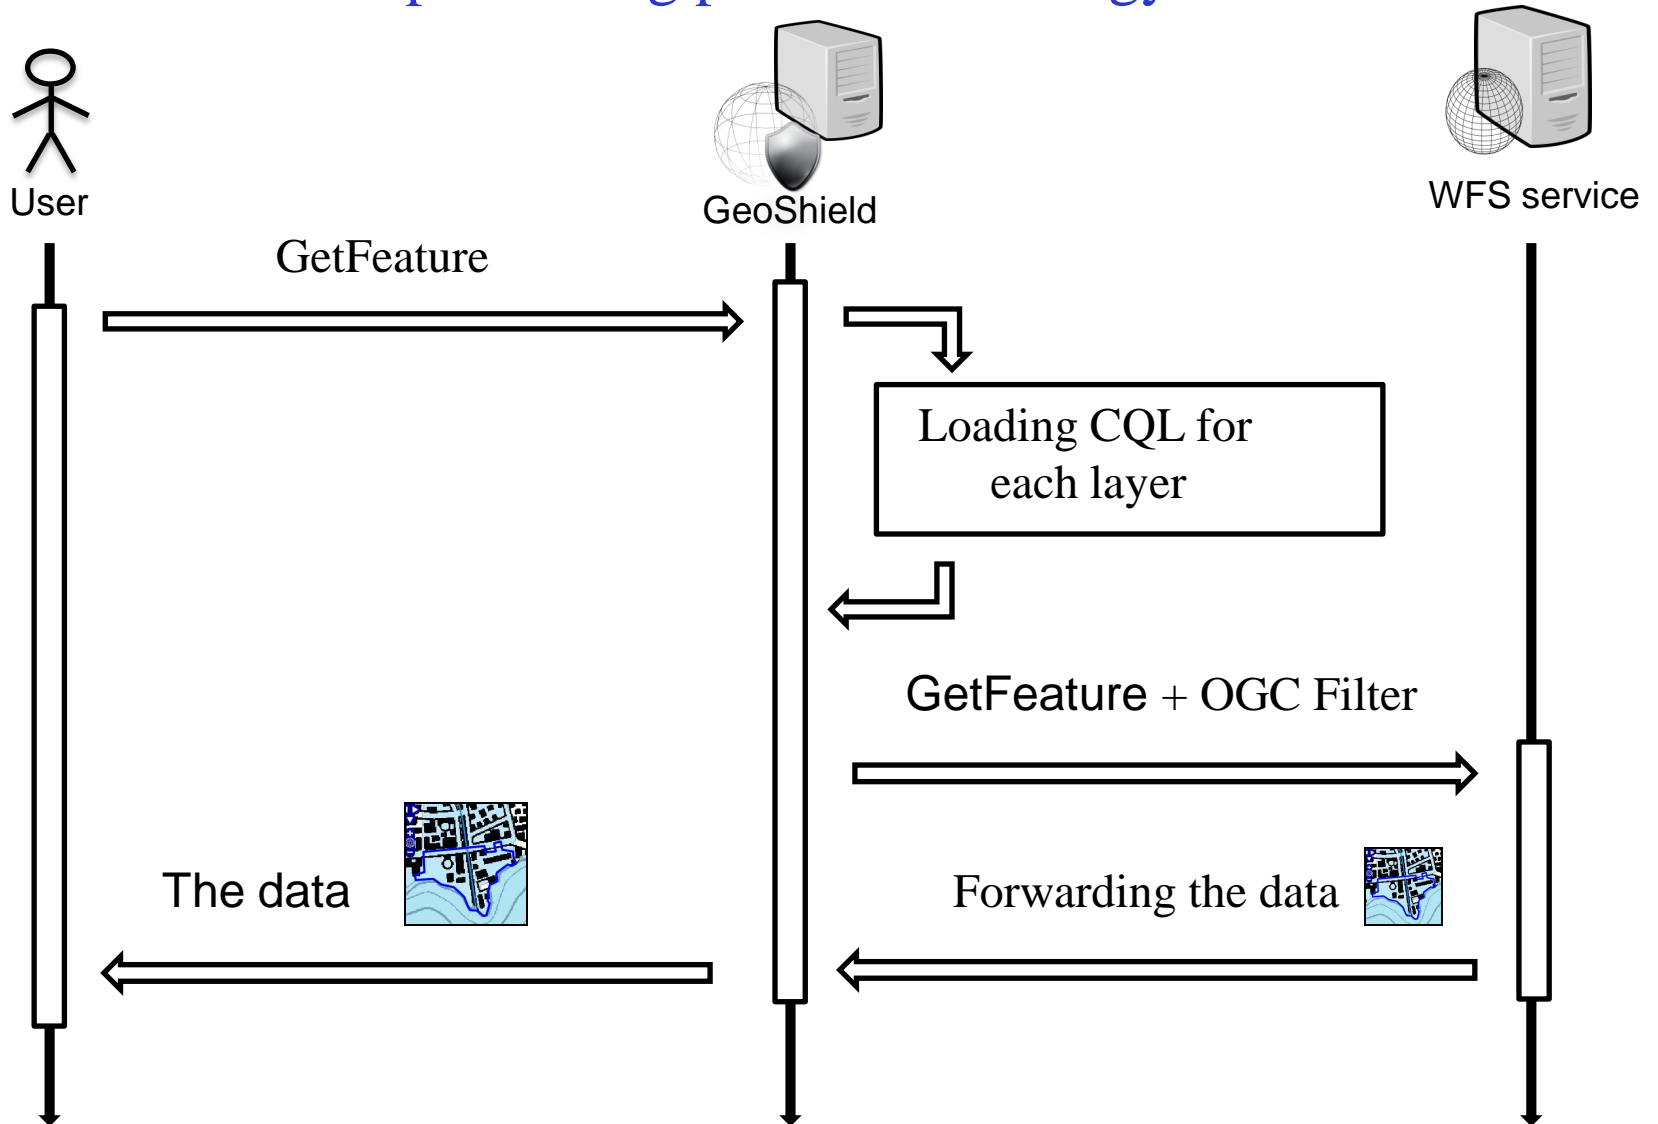 User
GeoShield
WFS service
GetFeature
Loading CQL for
each layer
GetFeature + OGC Filter
The data
Forwarding the data